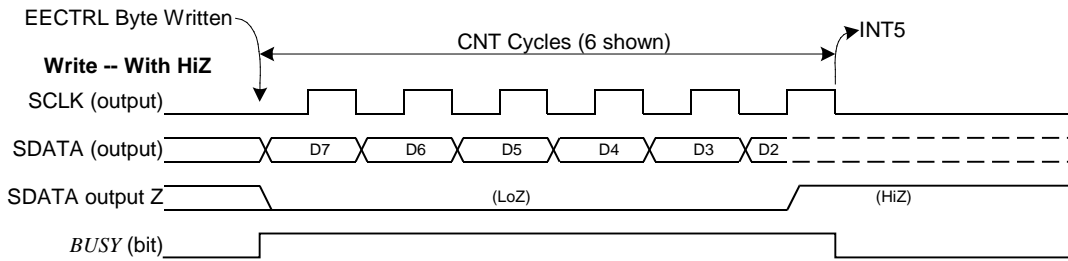 EECTRL Byte Written
CNT Cycles (6 shown)
INT5
Write -- With HiZ
SCLK (output)
SDATA (output) D7 D6 D5 D4 D3 D2
SDATA output Z (LoZ) (HiZ)
BUSY (bit)